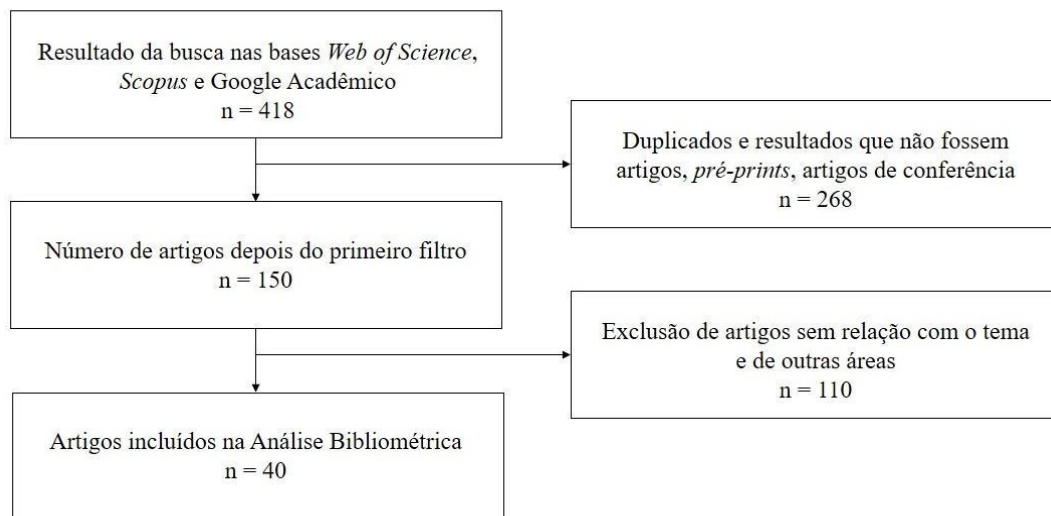 Resultado da busca nas bases Web of Science,
Scopus e Google Acadêmico
n = 418
Duplicados e resultados que não fossem
artigos, pré-prints, artigos de conferência
n = 268
Número de artigos depois do primeiro filtro
n = 150
Exclusão de artigos sem relação com o tema
e de outras áreas
n = 110
Artigos incluídos na Análise Bibliométrica
n = 40